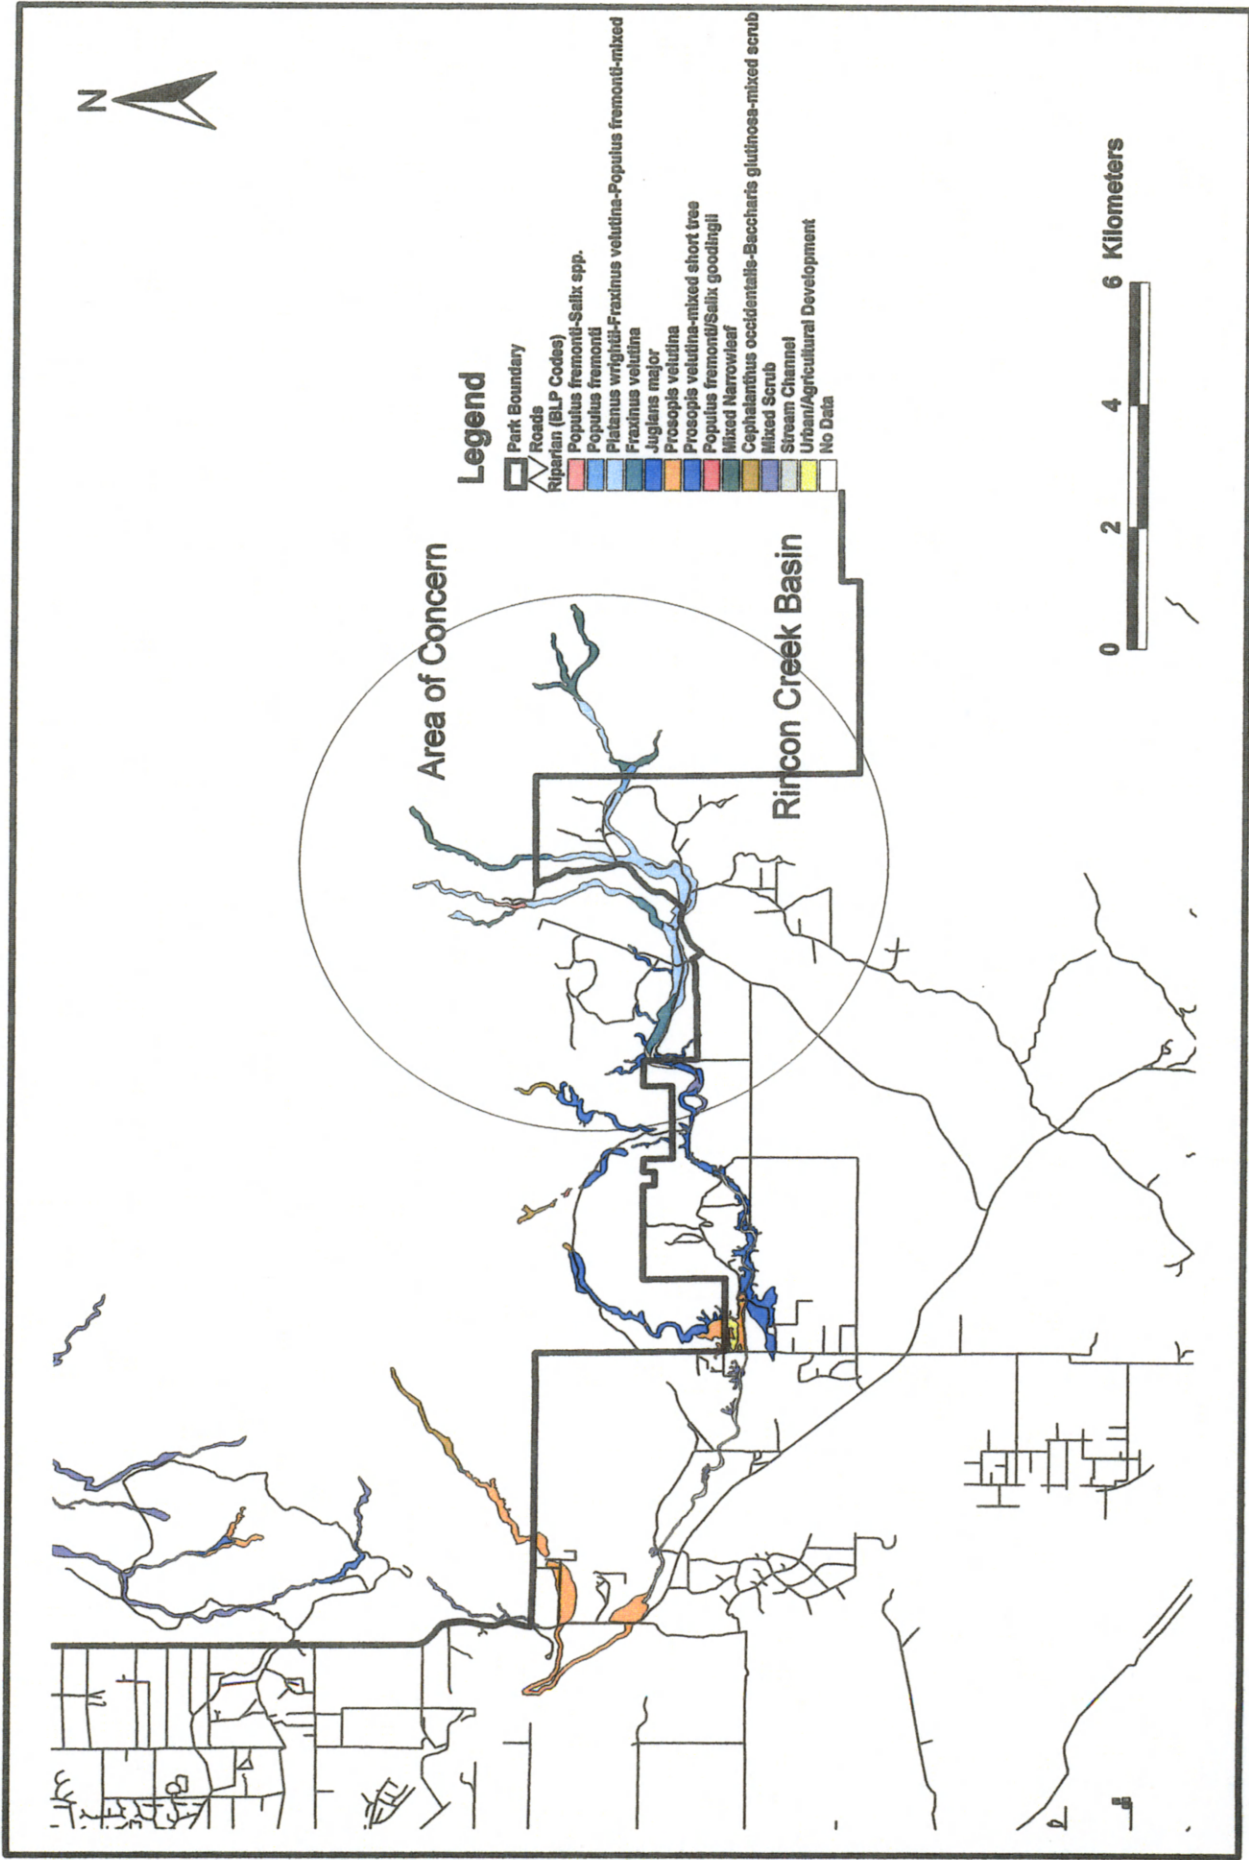 N
Area of Concern
Rincon Creek Basin
Legend
Park Boundary
Roads
Riparian (BLP Codes)
Populus fremonti-Salix spp.
Populus fremonti
Platanus wrightii-Fraxinus velutina-Populus fremonti-mixed
Fraxinus velutina
Juglans major
Prosopis velutina
Prosopis velutina-mixed short tree
Populus fremonti/Salix goodingii
Mixed Narrowleaf
Cephalanthus occidentalis-Baccharis glutinosa-mixed scrub
Mixed Scrub
Stream Channel
Urban/Agricultural Development
No Data
0 2 4 6 Kilometers